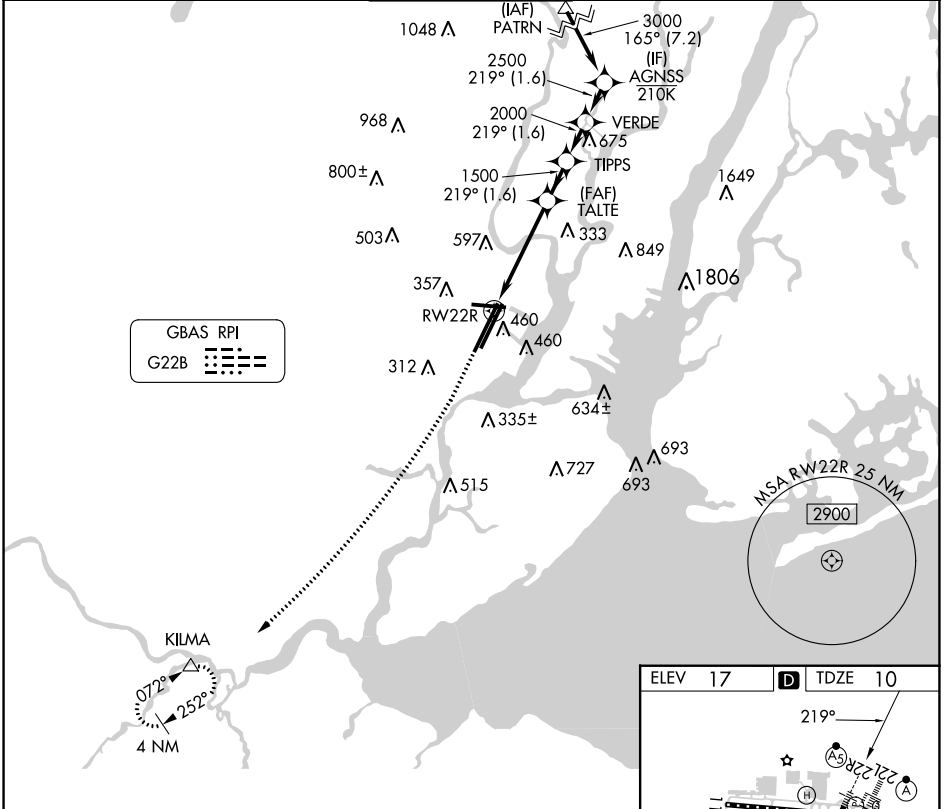 (IAF)
PATRN
3000
165° (7.2)
1048
2500
219° (1.6)
(IF)
AGNSS
210K
968
2000
219° (1.6)
VERDE
675
800±
1500
219° (1.6)
TIPPS
1649
(FAF)
TALTE
503
597
333
849
357
1806
RW22R
460
460
GBAS RPI
G22B
312
335±
634±
727
693
693
515
MSA RW22R 25 NM
2900
KILMA
072°
252°
4 NM
ELEV 17 D TDZE 10
219°
A5
22R
22L
A
H
11